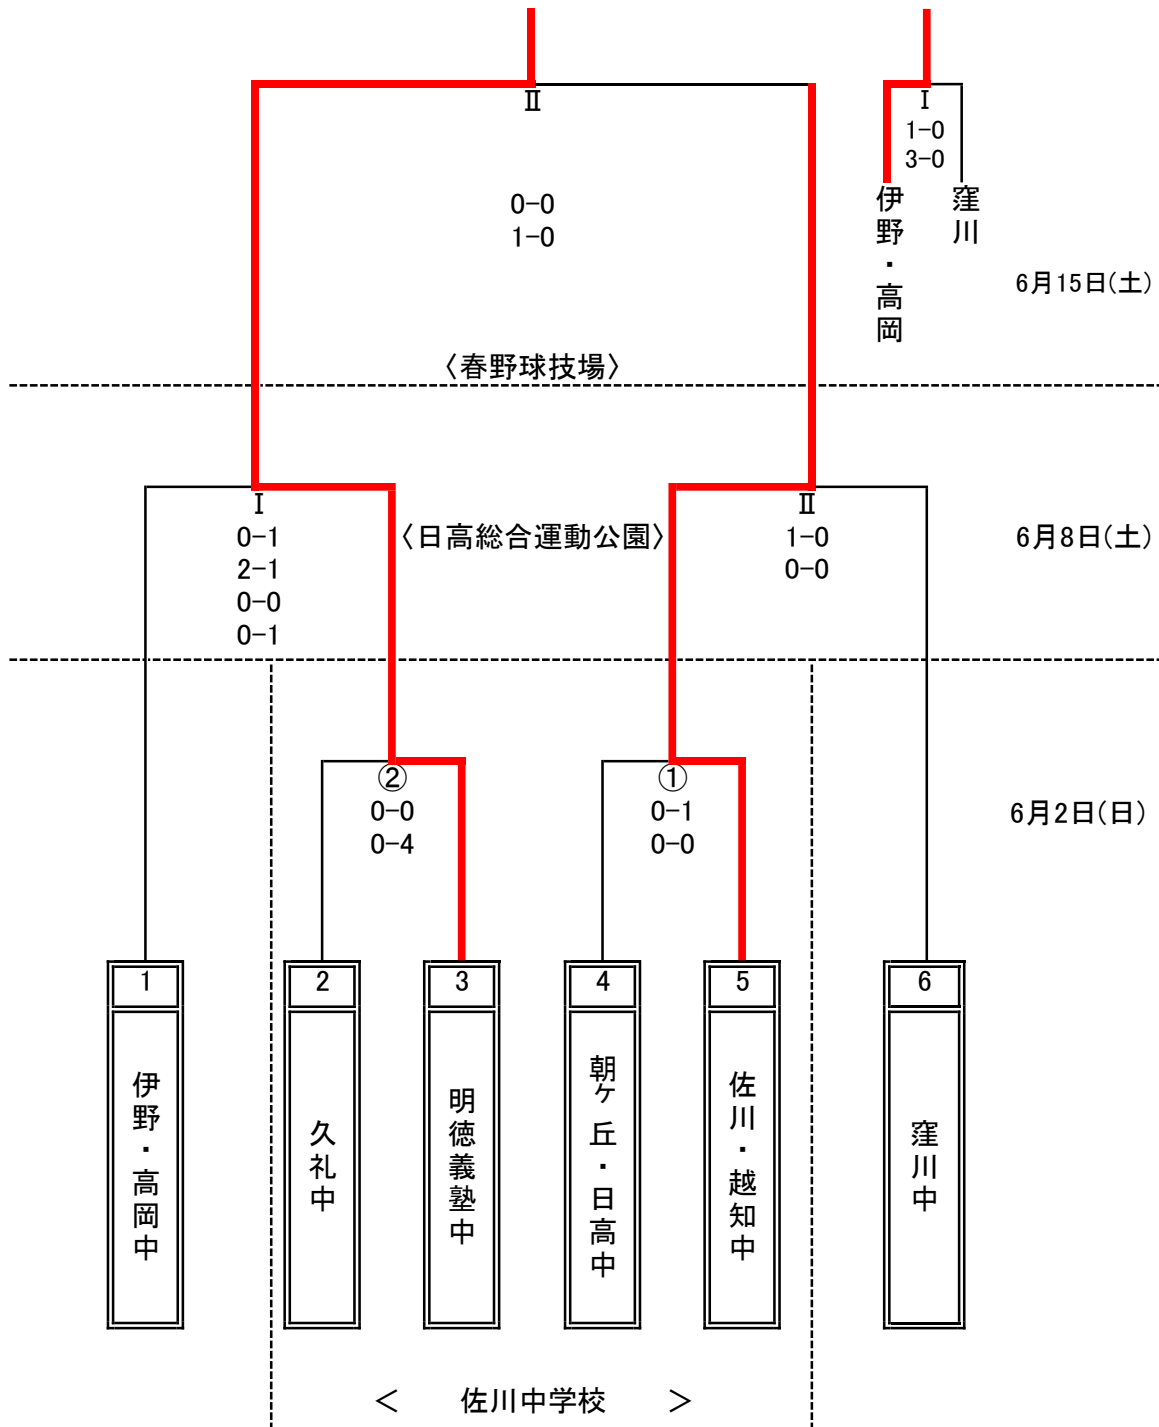 Ⅱ
0-0
1-0
Ⅰ
1-0
3-0
伊野・高岡
窪川
6月15日(土)
〈春野球技場〉
Ⅰ
0-1
2-1
0-0
0-1
〈日高総合運動公園〉
Ⅱ
1-0
0-0
6月8日(土)
②
0-0
0-4
①
0-1
0-0
6月2日(日)
1
伊野・高岡中
2
久礼中
3
明徳義塾中
4
朝ケ丘・日高中
5
佐川・越知中
6
窪川中
＜ 佐川中学校 ＞